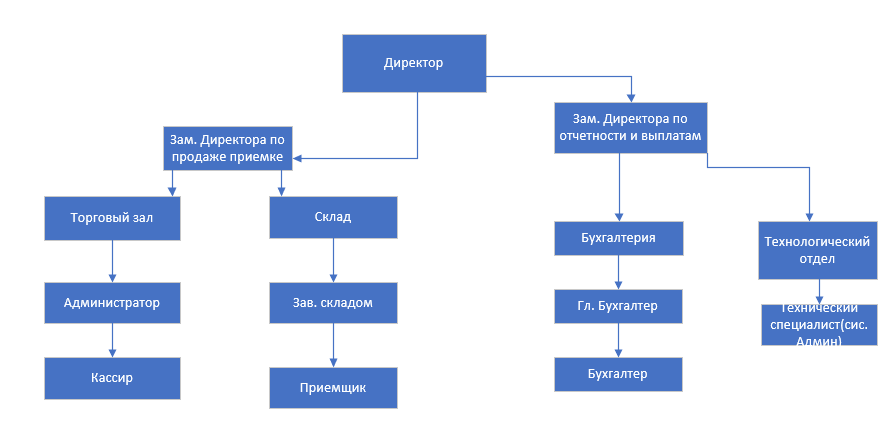 Директор
Зам. Директора по
отчетности и выплатам
Зам. Директора по
продаже приемке
Торговый зал
Склад
Бухгалтерия
Технологический
отдел
Администратор
Зав. складом
Гл. Бухгалтер
Технический
специалист(сис.
Админ)
Кассир
Приемщик
Бухгалтер